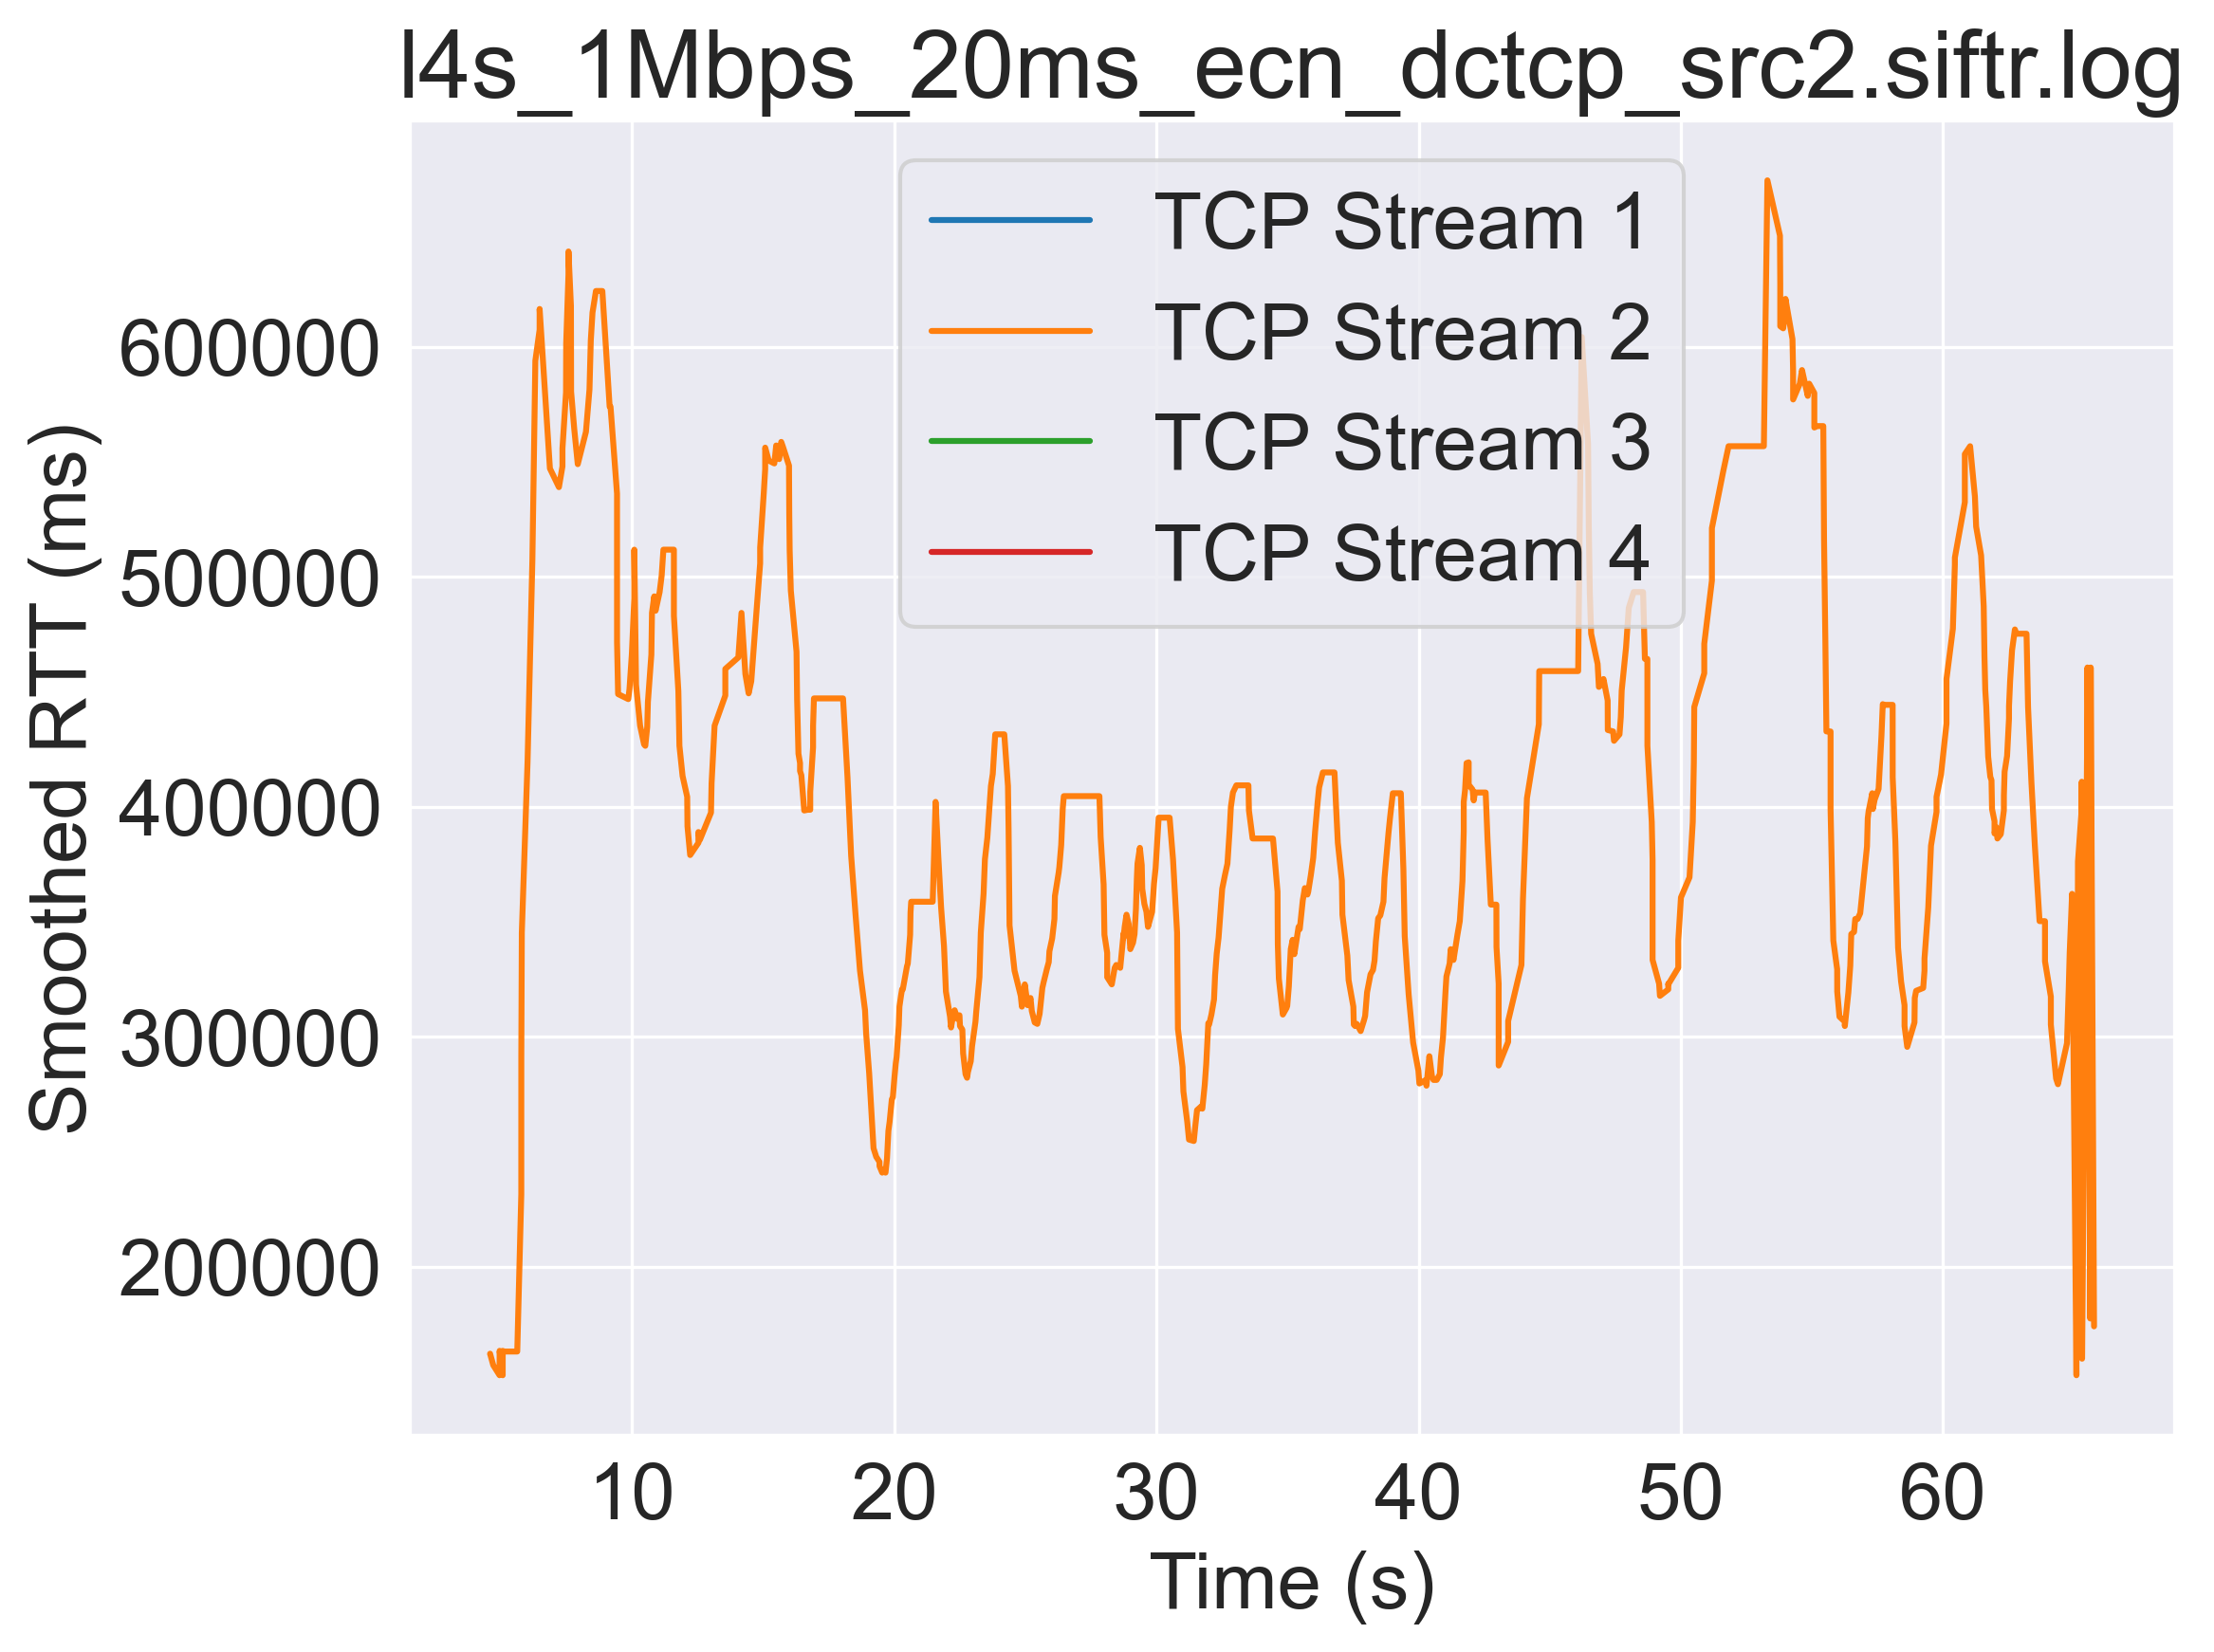 l4s_1Mbps_20ms_ecn_dctcp_src2.siftr.log
TCP Stream 1
TCP Stream 2
TCP Stream 3
TCP Stream 4
Smoothed RTT (ms)
600000
500000
400000
300000
200000
10 20 30 40 50 60
Time (s)